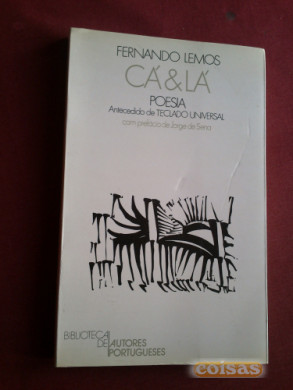 FERNANDO LEMOS
CÁ & LÁ
POESIA
Antecedido de TECLADO UNIVERSAL
com prefácio de Jorge de Sena
BIBLIOTECA
DE AUTORES
PORTUGUESES
coisas